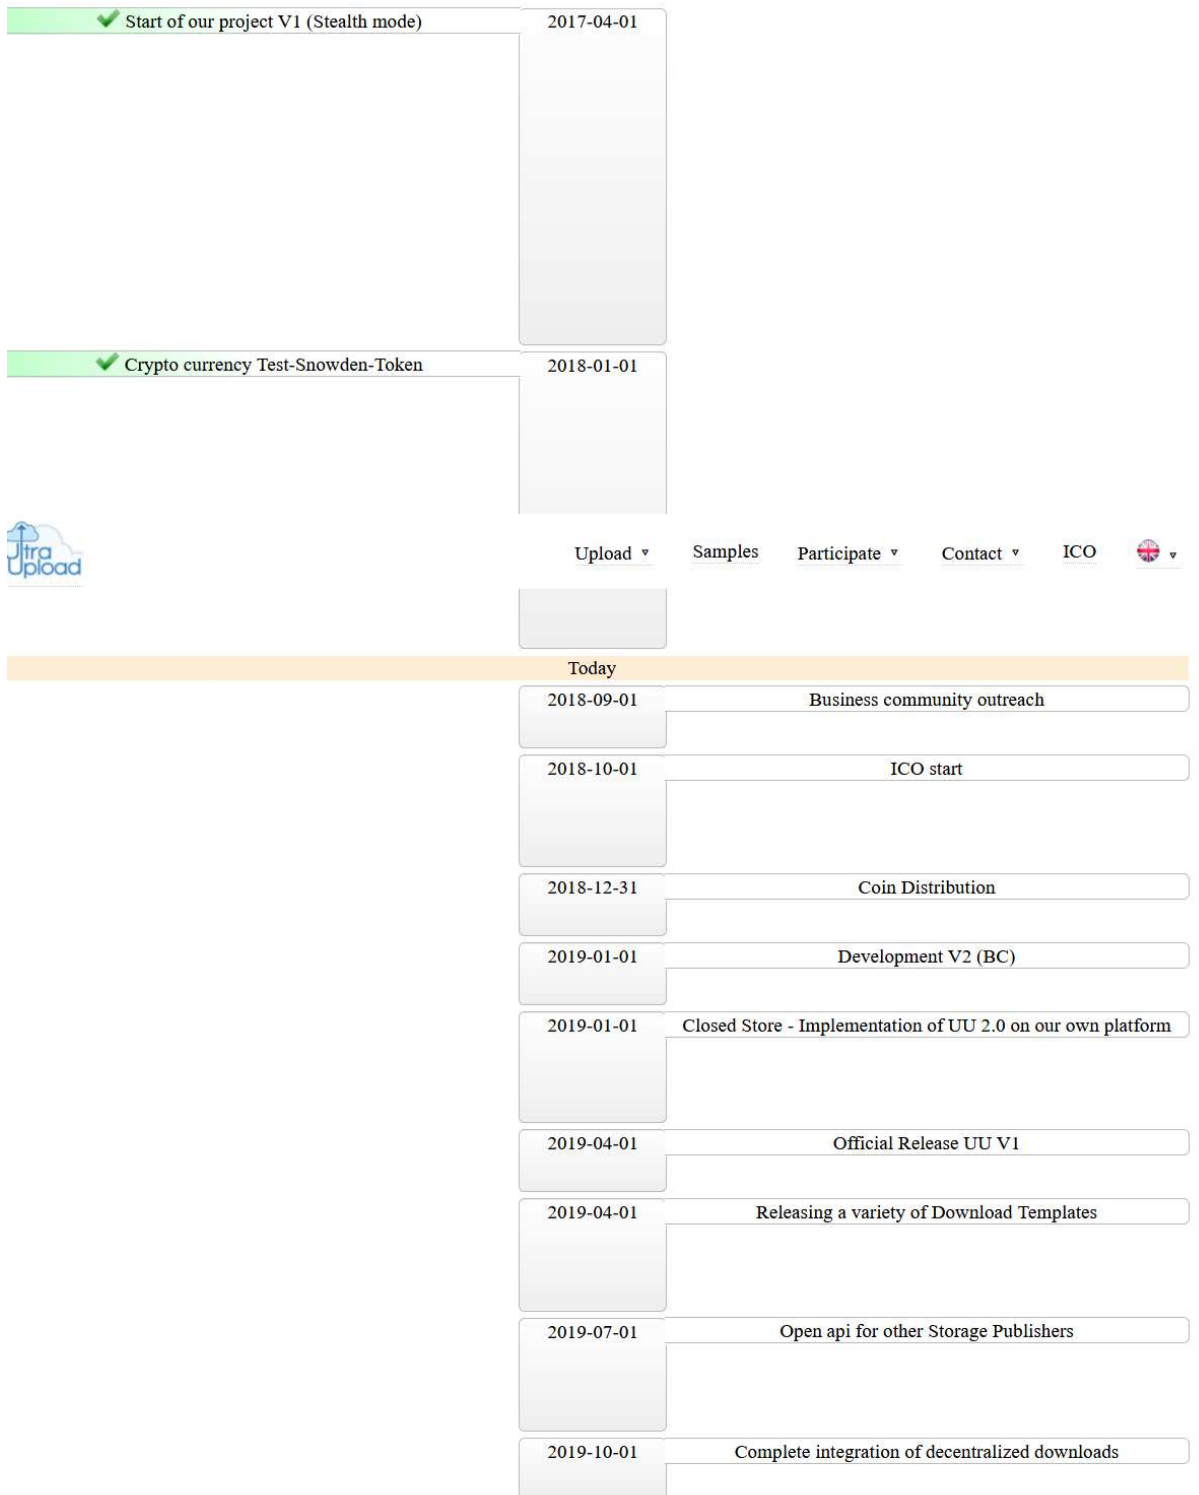 Start of our project V1 (Stealth mode) 2017-04-01
Crypto currency Test-Snowden-Token 2018-01-01
Ultra
Upload
Upload Samples Participate Contact ICO
Today
2018-09-01 Business community outreach
2018-10-01 ICO start
2018-12-31 Coin Distribution
2019-01-01 Development V2 (BC)
2019-01-01 Closed Store - Implementation of UU 2.0 on our own platform
2019-04-01 Official Release UU V1
2019-04-01 Releasing a variety of Download Templates
2019-07-01 Open api for other Storage Publishers
2019-10-01 Complete integration of decentralized downloads